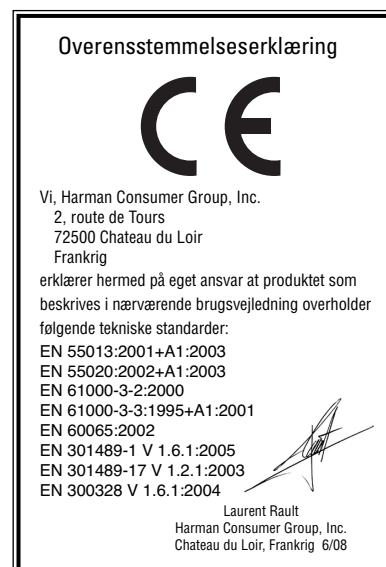 Overensstemmelseserklæring
CE
Vi, Harman Consumer Group, Inc.
2, route de Tours
72500 Chateau du Loir
Frankrig
erklærer hermed på eget ansvar at produktet som
beskrives i nærværende brugsvejledning overholder
følgende tekniske standarder:
EN 55013:2001+A1:2003
EN 55020:2002+A1:2003
EN 61000-3-2:2000
EN 61000-3-3:1995+A1:2001
EN 60065:2002
EN 301489-1 V 1.6.1:2005
EN 301489-17 V 1.2.1:2003
EN 300328 V 1.6.1:2004
Laurent Rault
Harman Consumer Group, Inc.
Chateau du Loir, Frankrig 6/08